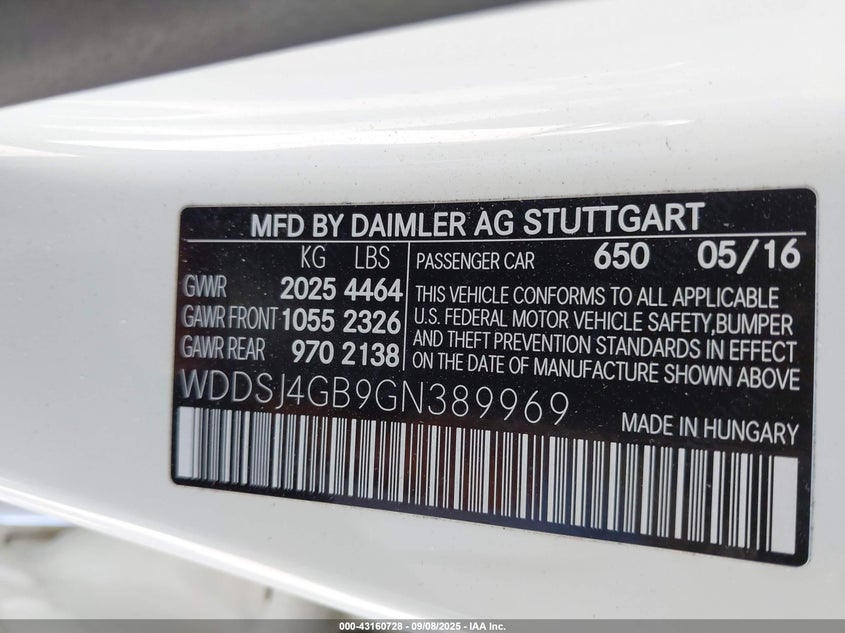 MFD BY DAIMLER AG STUTTGART
KG LBS
GVWR 2025 4464
GAWR FRONT 1055 2326
GAWR REAR 970 2138
PASSENGER CAR 650 05/16
THIS VEHICLE CONFORMS TO ALL APPLICABLE
U.S. FEDERAL MOTOR VEHICLE SAFETY,BUMPER
AND THEFT PREVENTION STANDARDS IN EFFECT
ON THE DATE OF MANUFACTURE SHOWN ABOVE
WDDSJ4GB9GN389969
MADE IN HUNGARY
000-43160728 - 09/08/2025 - IAA Inc.